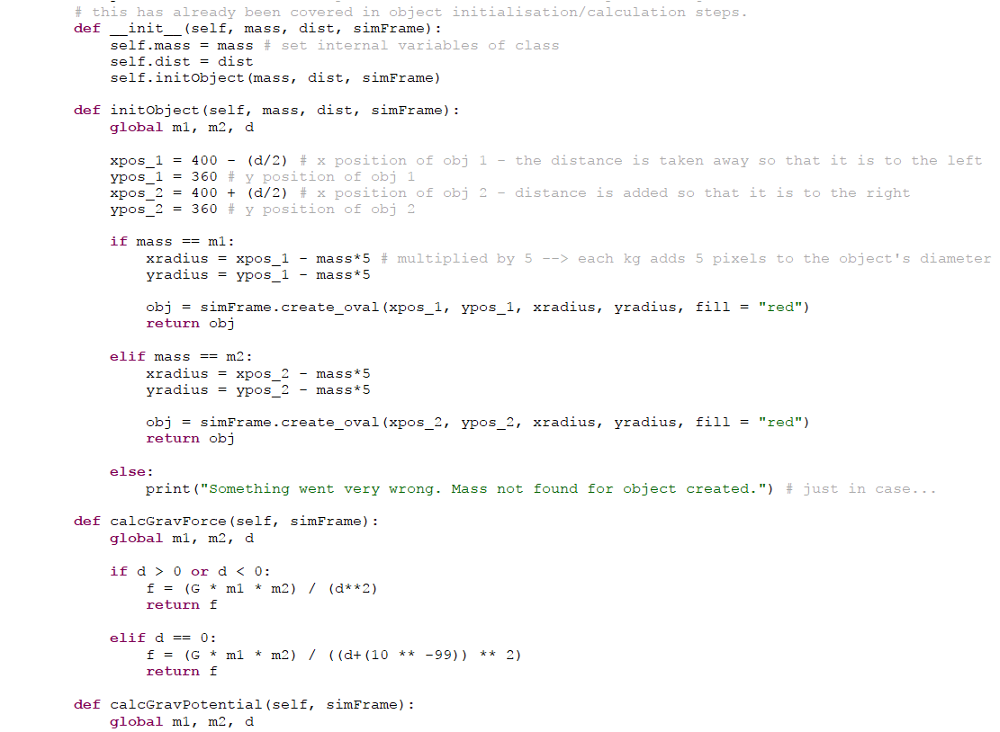 # this has already been covered in object initialisation/calculation steps.
def __init__(self, mass, dist, simFrame):
self.mass = mass # set internal variables of class
self.dist = dist
self.initObject(mass, dist, simFrame)
def initObject(self, mass, dist, simFrame):
global m1, m2, d
xpos_1 = 400 - (d/2) # x position of obj 1 - the distance is taken away so that it is to the left
ypos_1 = 360 # y position of obj 1
xpos_2 = 400 + (d/2) # x position of obj 2 - distance is added so that it is to the right
ypos_2 = 360 # y position of obj 2
if mass == m1:
xradius = xpos_1 - mass*5 # multiplied by 5 --> each kg adds 5 pixels to the object's diameter
yradius = ypos_1 - mass*5
obj = simFrame.create_oval(xpos_1, ypos_1, xradius, yradius, fill = "red")
return obj
elif mass == m2:
xradius = xpos_2 - mass*5
yradius = ypos_2 - mass*5
obj = simFrame.create_oval(xpos_2, ypos_2, xradius, yradius, fill = "red")
return obj
else:
print("Something went very wrong. Mass not found for object created.") # just in case...
def calcGravForce(self, simFrame):
global m1, m2, d
if d > 0 or d < 0:
f = (G * m1 * m2) / (d**2)
return f
elif d == 0:
f = (G * m1 * m2) / ((d+(10 ** -99)) ** 2)
return f
def calcGravPotential(self, simFrame):
global m1, m2, d